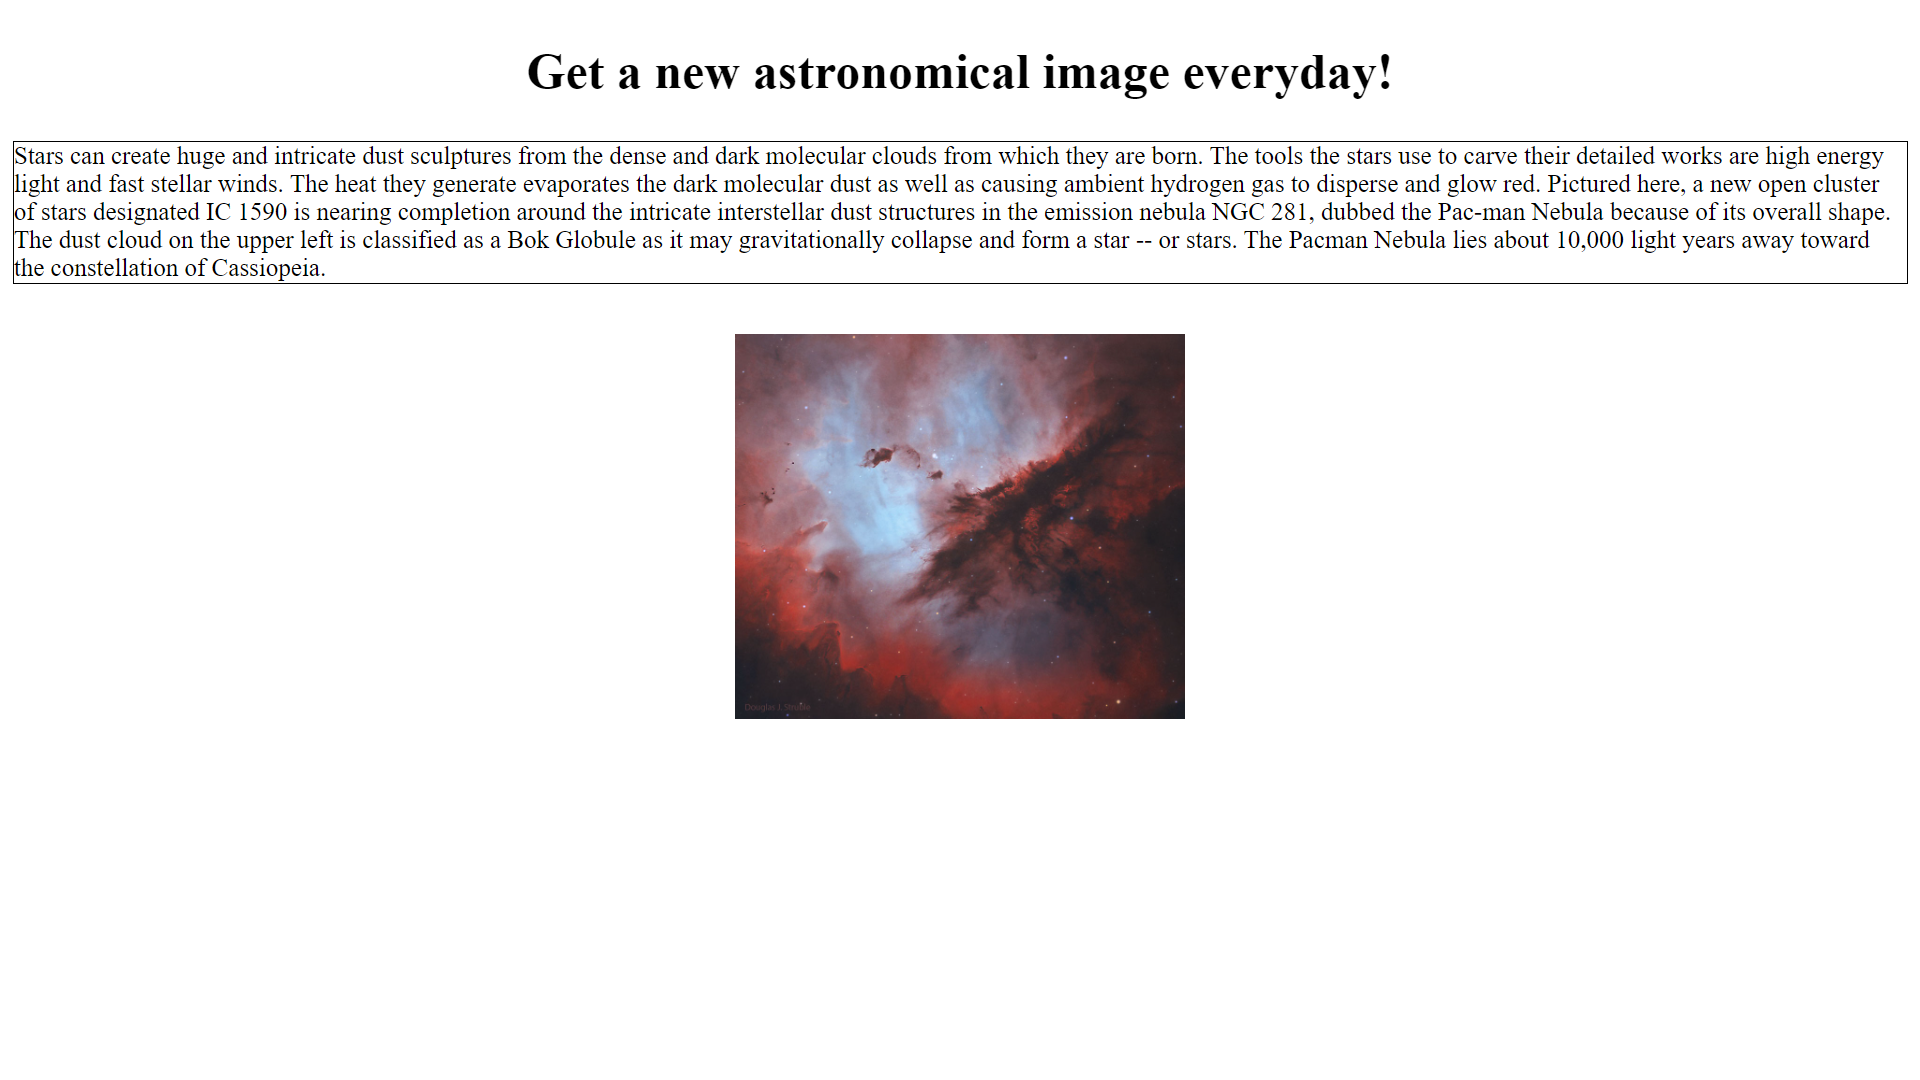 Get a new astronomical image everyday!
Stars can create huge and intricate dust sculptures from the dense and dark molecular clouds from which they are born. The tools the stars use to carve their detailed works are high energy
light and fast stellar winds. The heat they generate evaporates the dark molecular dust as well as causing ambient hydrogen gas to disperse and glow red. Pictured here, a new open cluster
of stars designated IC 1590 is nearing completion around the intricate interstellar dust structures in the emission nebula NGC 281, dubbed the Pac-man Nebula because of its overall shape.
The dust cloud on the upper left is classified as a Bok Globule as it may gravitationally collapse and form a star -- or stars. The Pacman Nebula lies about 10,000 light years away toward
the constellation of Cassiopeia.
Douglas J. Struble